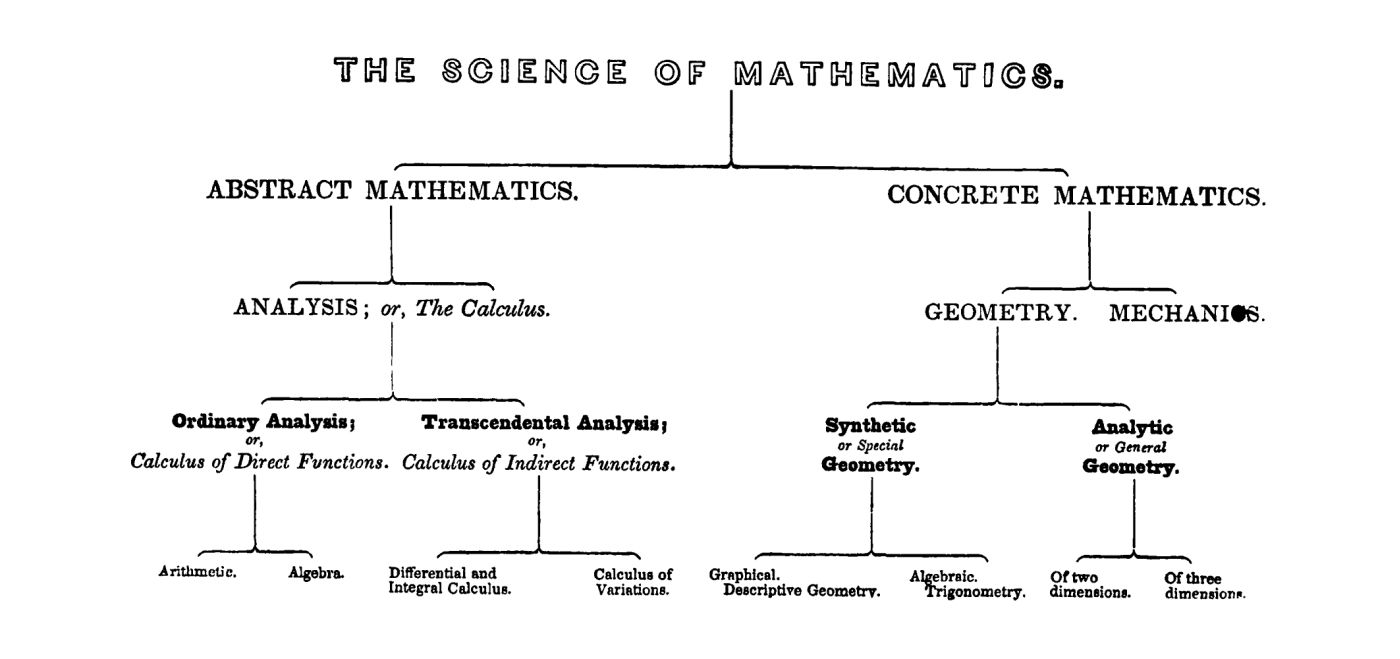 THE SCIENCE OF MATHEMATICS.
ABSTRACT MATHEMATICS.
CONCRETE MATHEMATICS.
ANALYSIS; or, The Calculus.
GEOMETRY. MECHANICS.
Ordinary Analysis;
or,
Calculus of Direct Functions.
Transcendental Analysis;
or,
Calculus of Indirect Functions.
Synthetic
or Special
Geometry.
Analytic
or General
Geometry.
Arithmetic.
Algebra.
Differential and
Integral Calculus.
Calculus of
Variations.
Graphical.
Descriptive Geometry.
Algebraic.
Trigonometry.
Of two
dimensions.
Of three
dimensions.